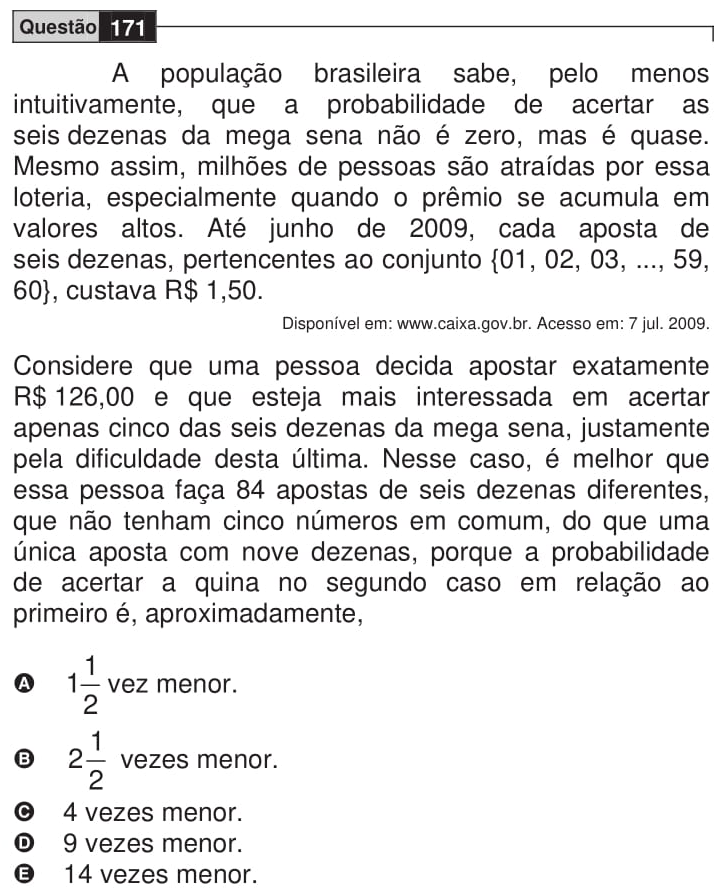 Questão 171
A população brasileira sabe, pelo menos
intuitivamente, que a probabilidade de acertar as
seis dezenas da mega sena não é zero, mas é quase.
Mesmo assim, milhões de pessoas são atraídas por essa
loteria, especialmente quando o prêmio se acumula em
valores altos. Até junho de 2009, cada aposta de
seis dezenas, pertencentes ao conjunto {01, 02, 03, ..., 59,
60}, custava R$ 1,50.
Disponível em: www.caixa.gov.br. Acesso em: 7 jul. 2009.
Considere que uma pessoa decida apostar exatamente
R$ 126,00 e que esteja mais interessada em acertar
apenas cinco das seis dezenas da mega sena, justamente
pela dificuldade desta última. Nesse caso, é melhor que
essa pessoa faça 84 apostas de seis dezenas diferentes,
que não tenham cinco números em comum, do que uma
única aposta com nove dezenas, porque a probabilidade
de acertar a quina no segundo caso em relação ao
primeiro é, aproximadamente,
A 1 1/2 vez menor.
B 2 1/2 vezes menor.
C 4 vezes menor.
D 9 vezes menor.
E 14 vezes menor.